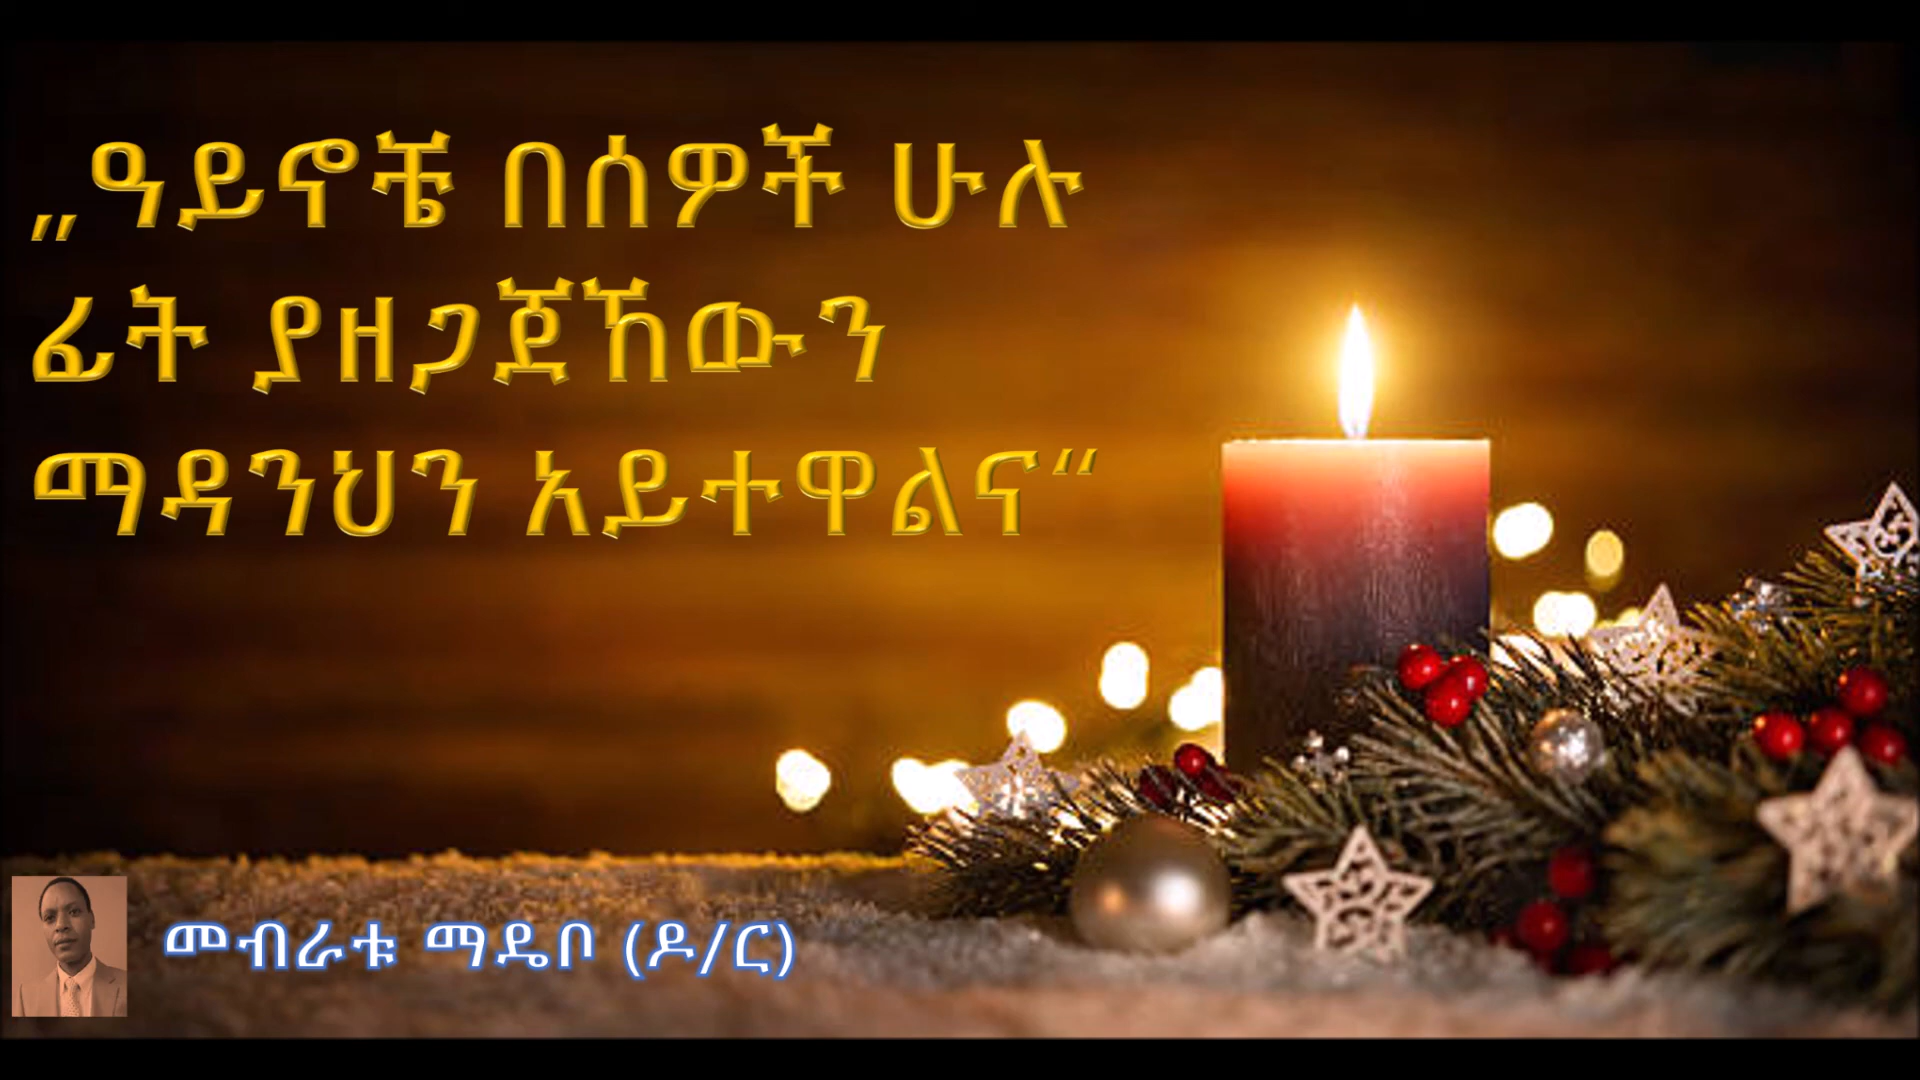 „ዓይኖቼ በሰዎች ሁሉ
ፊት ያዘጋጀኸውን
ማዳንህን አይተዋልና“
መብራቱ ማዴቦ (ዶ/ር)